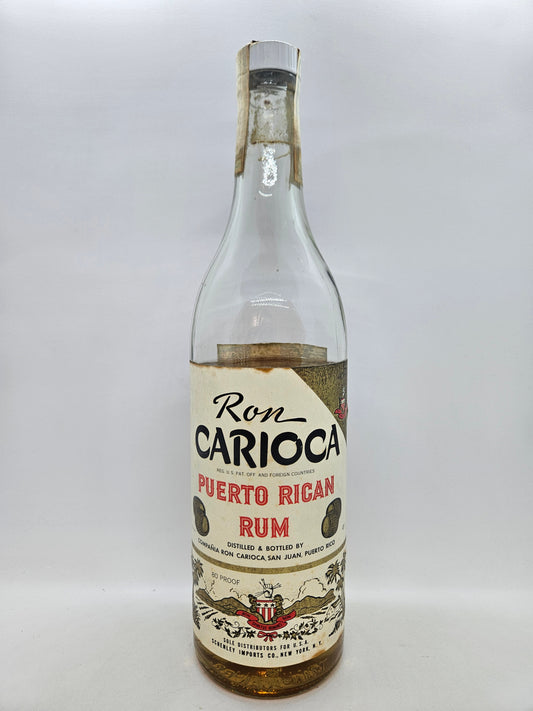 Ron
CARIOCA
REG. U.S. PAT. OFF. AND FOREIGN COUNTRIES
PUERTO RICAN
RUM
DISTILLED & BOTTLED BY
COMPAÑIA RON CARIOCA, SAN JUAN, PUERTO RICO
80 PROOF
SOLE DISTRIBUTORS FOR U.S.A.
SCHENLEY IMPORTS CO., NEW YORK, N.Y.